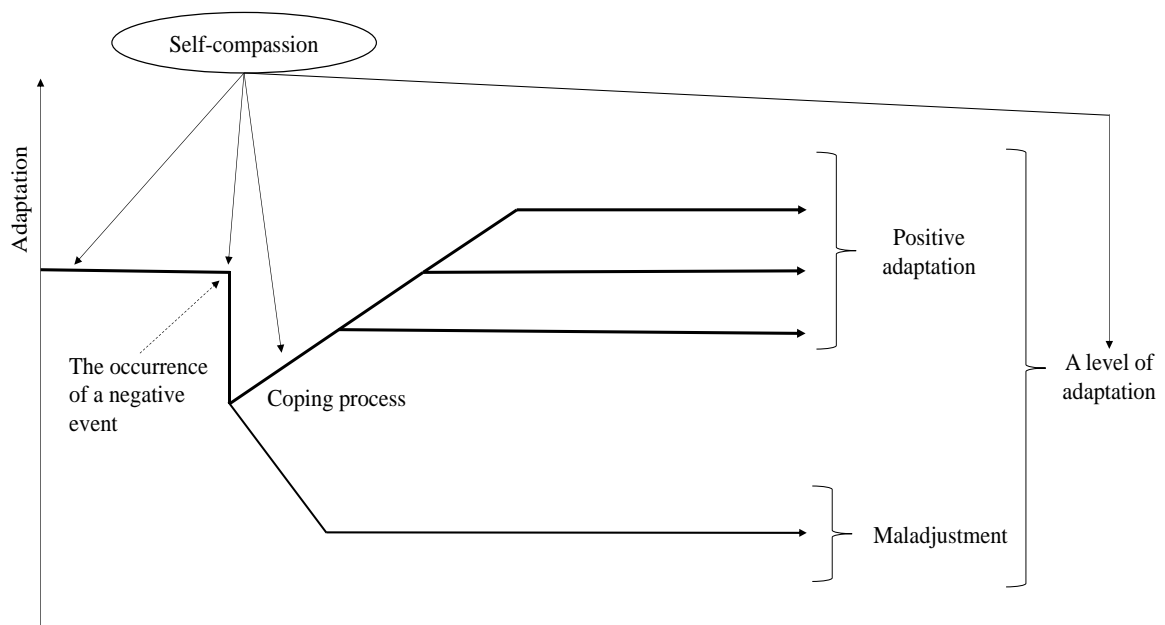 Self-compassion
Adaptation
Positive
adaptation
The occurrence
of a negative
event
A level of
adaptation
Coping process
Maladjustment